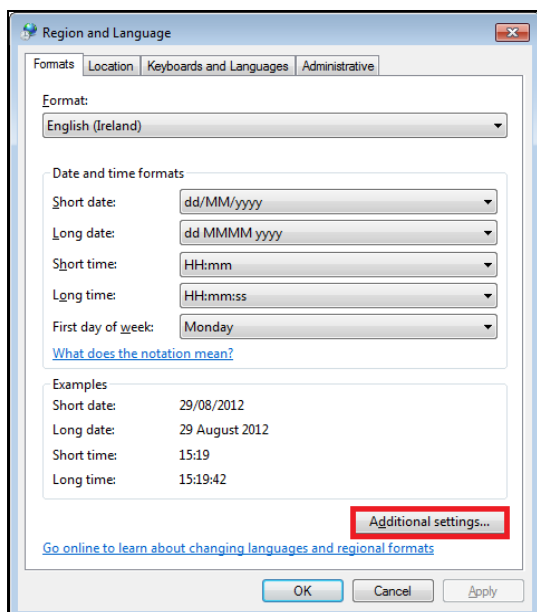 Region and Language
Formats Location Keyboards and Languages Administrative
Format:
English (Ireland)
Date and time formats
Short date: dd/MM/yyyy
Long date: dd MMMM yyyy
Short time: HH:mm
Long time: HH:mm:ss
First day of week: Monday
What does the notation mean?
Examples
Short date: 29/08/2012
Long date: 29 August 2012
Short time: 15:19
Long time: 15:19:42
Additional settings...
Go online to learn about changing languages and regional formats
OK Cancel Apply